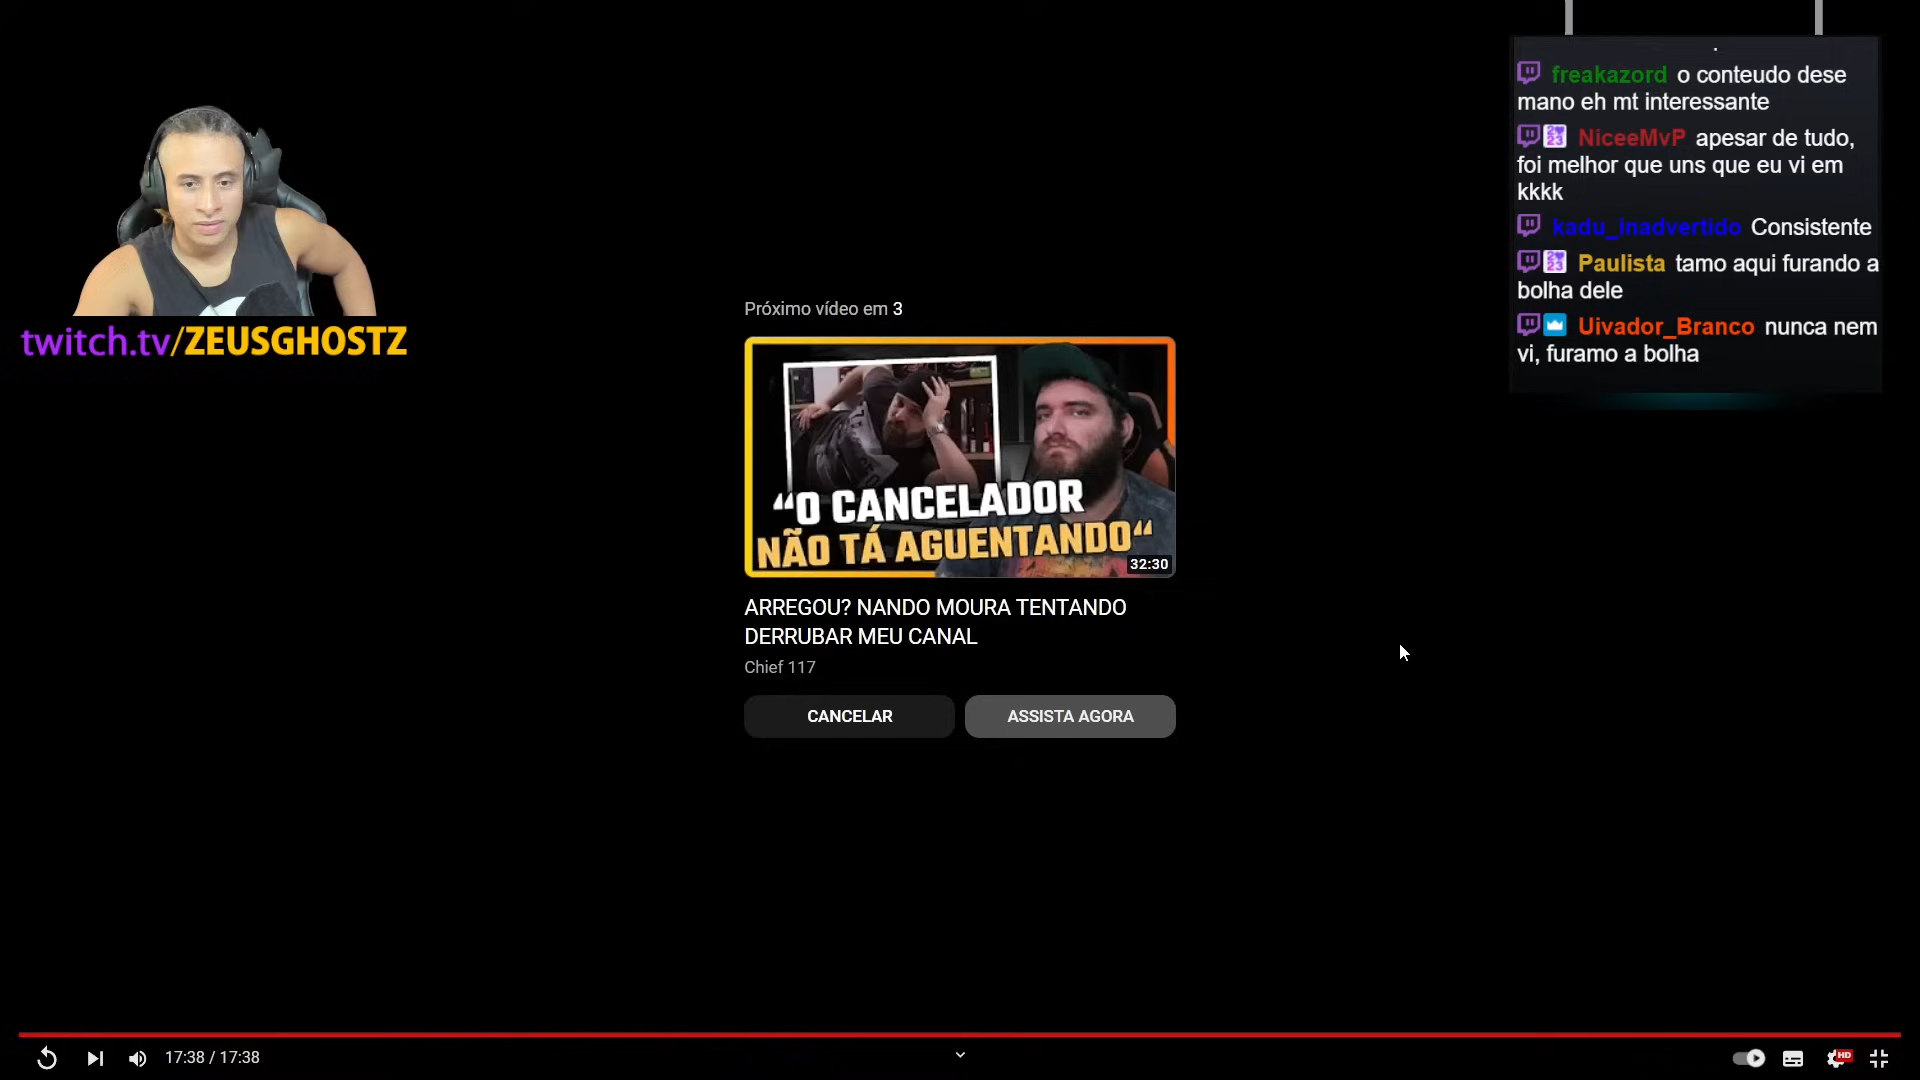 freakazord o conteudo dese
mano eh mt interessante
NiceeMvP apesar de tudo,
foi melhor que uns que eu vi em
kkkk
kadu_inadvertido Consistente
Paulista tamo aqui furando a
bolha dele
Uivador_Branco nunca nem
vi, furamo a bolha
twitch.tv/ZEUSGHOSTZ
Próximo vídeo em 3
“O CANCELADOR
NÃO TÁ AGUENTANDO“
32:30
ARREGOU? NANDO MOURA TENTANDO
DERRUBAR MEU CANAL
Chief 117
CANCELAR
ASSISTA AGORA
17:38 / 17:38
HD